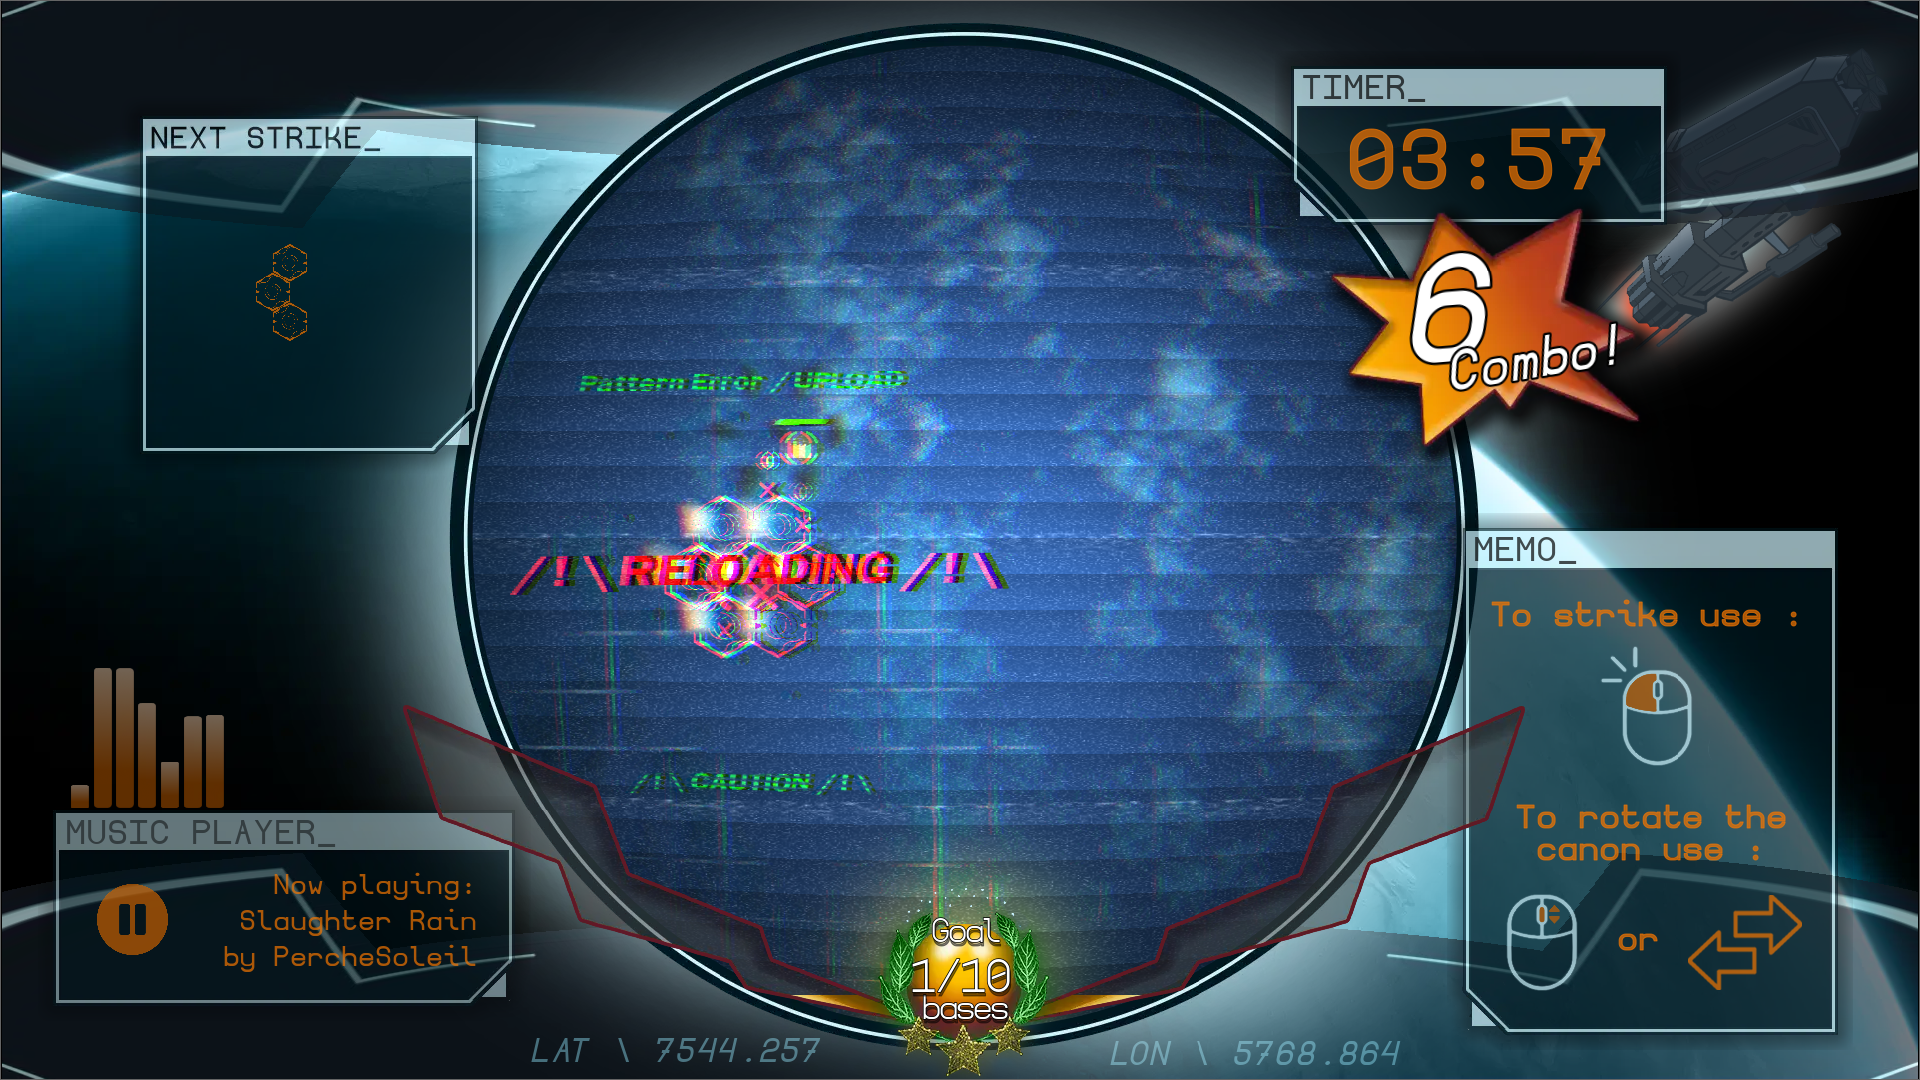 NEXT STRIKE_
TIMER_
03:57
6
Combo!
Pattern Error / UPLOAD
/!\ RELOADING /!\
/!\ CAUTION /!\
MEMO_
To strike use :
To rotate the
canon use :
or
MUSIC PLAYER_
Now playing:
Slaughter Rain
by PercheSoleil
Goal
1/10
bases
LAT \ 7544.257
LON \ 5768.864